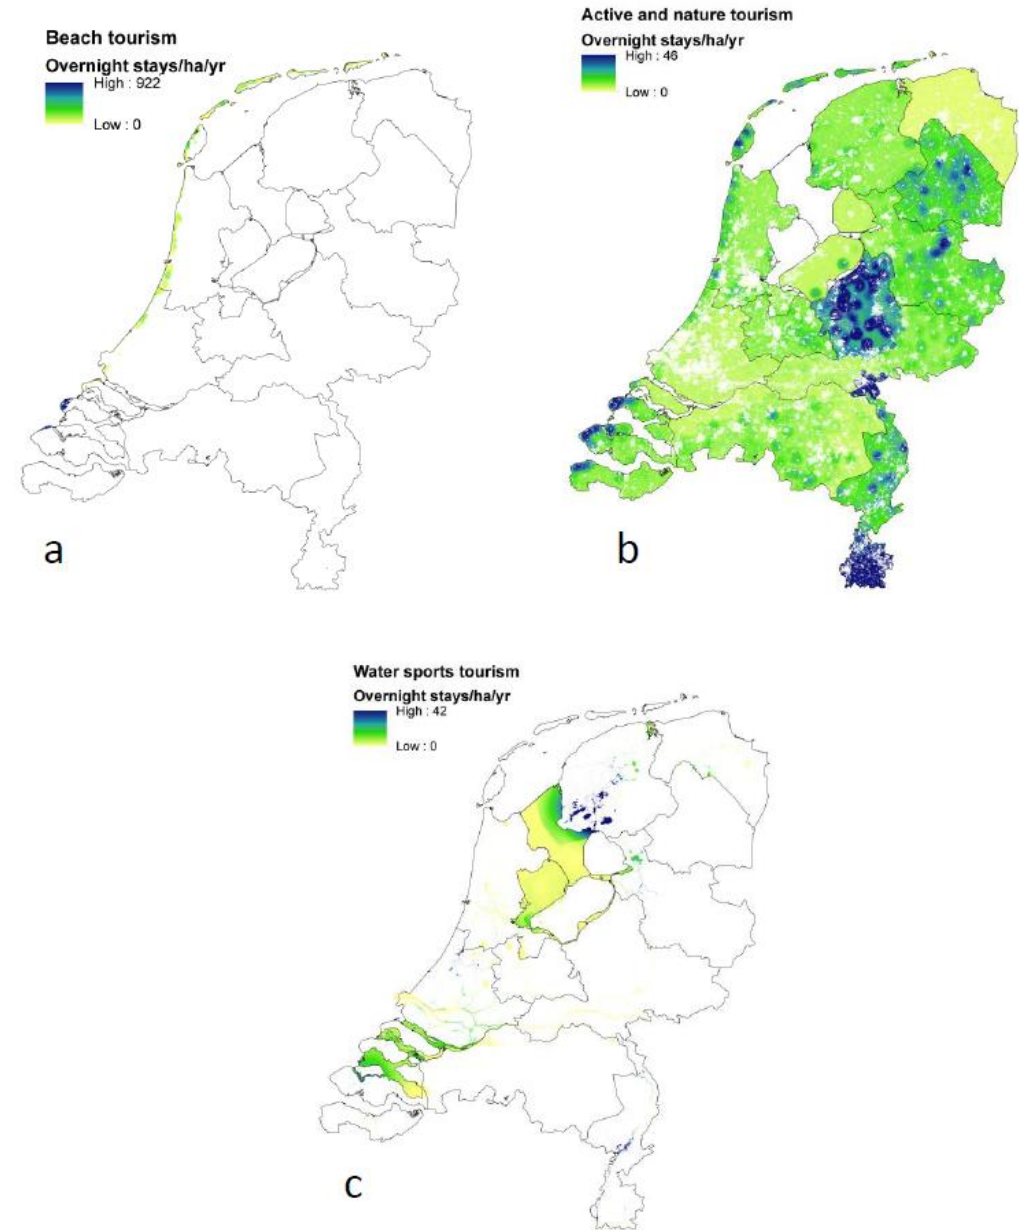 Beach tourism
Overnight stays/ha/yr
High : 922
Low : 0
a
Active and nature tourism
Overnight stays/ha/yr
High : 46
Low : 0
b
Water sports tourism
Overnight stays/ha/yr
High : 42
Low : 0
c